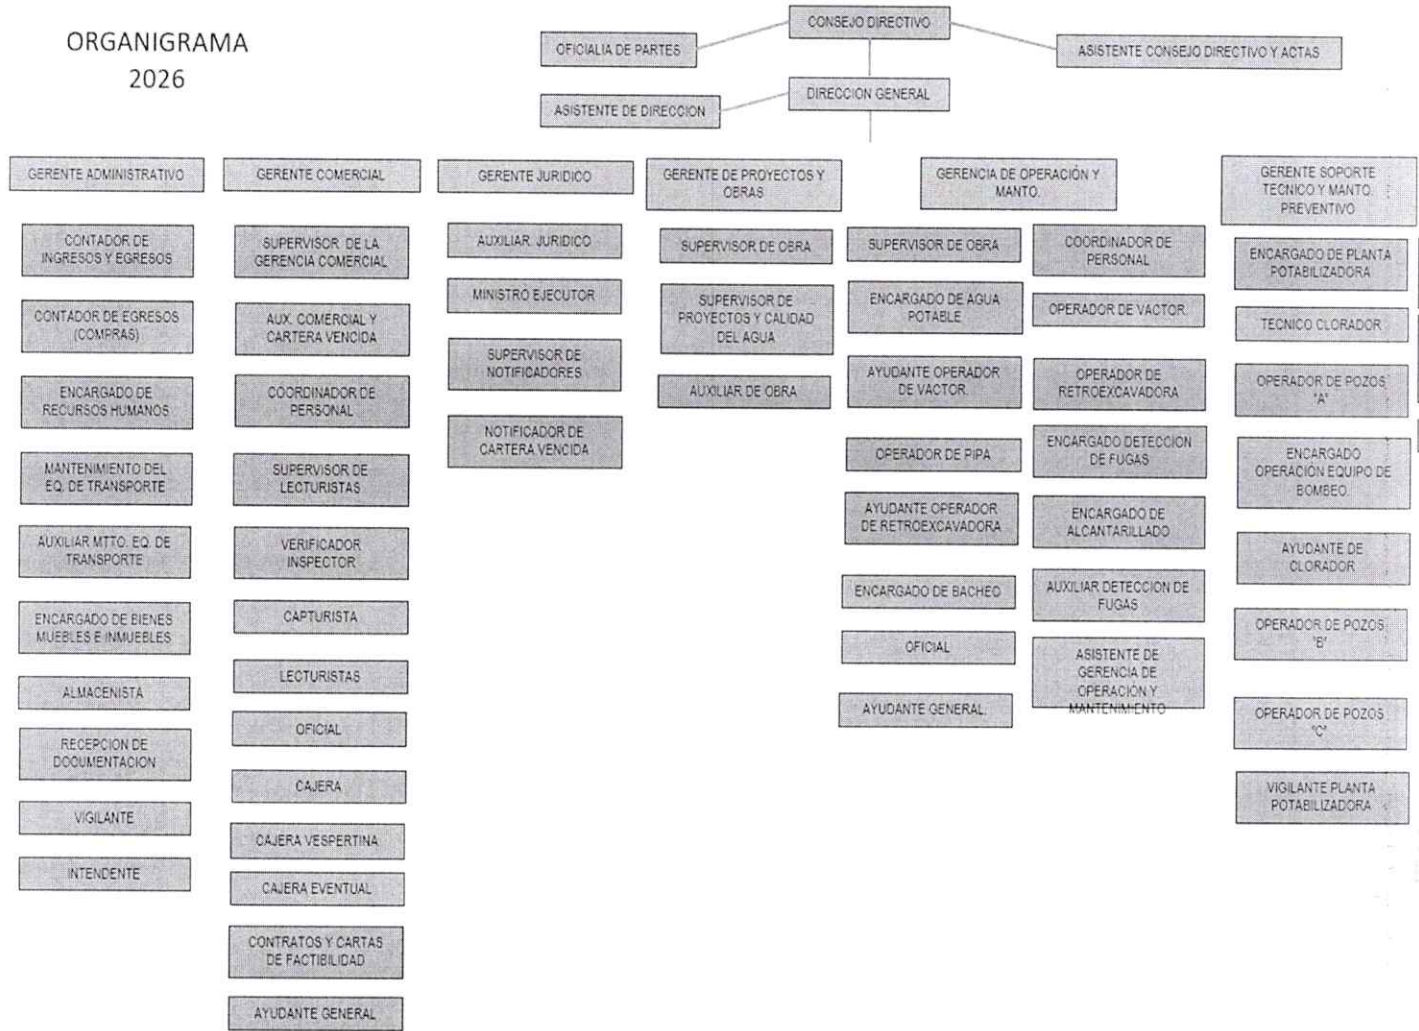 ORGANIGRAMA
2026
CONSEJO DIRECTIVO
OFICIALIA DE PARTES
ASISTENTE CONSEJO DIRECTIVO Y ACTAS
DIRECCION GENERAL
ASISTENTE DE DIRECCION
GERENTE ADMINISTRATIVO
CONTADOR DE
INGRESOS Y EGRESOS
CONTADOR DE EGRESOS
(COMPRAS)
ENCARGADO DE
RECURSOS HUMANOS
MANTENIMIENTO DEL
EQ. DE TRANSPORTE
AUXILIAR MTTO. EQ. DE
TRANSPORTE
ENCARGADO DE BIENES
MUEBLES E INMUEBLES
ALMACENISTA
RECEPCION DE
DOCUMENTACION
VIGILANTE
INTENDENTE
GERENTE COMERCIAL
SUPERVISOR DE LA
GERENCIA COMERCIAL
AUX. COMERCIAL Y
CARTERA VENCIDA
COORDINADOR DE
PERSONAL
SUPERVISOR DE
LECTURISTAS
VERIFICADOR
INSPECTOR
CAPTURISTA
LECTURISTAS
OFICIAL
CAJERA
CAJERA VESPERTINA
CAJERA EVENTUAL
CONTRATOS Y CARTAS
DE FACTIBILIDAD
AYUDANTE GENERAL
GERENTE JURIDICO
AUXILIAR JURIDICO
MINISTRO EJECUTOR
SUPERVISOR DE
NOTIFICADORES
NOTIFICADOR DE
CARTERA VENCIDA
GERENTE DE PROYECTOS Y
OBRAS
SUPERVISOR DE OBRA
SUPERVISOR DE
PROYECTOS Y CALIDAD
DEL AGUA
AUXILIAR DE OBRA
GERENCIA DE OPERACIÓN Y
MANTO.
SUPERVISOR DE OBRA
ENCARGADO DE AGUA
POTABLE
AYUDANTE OPERADOR
DE VACTOR.
OPERADOR DE PIPA
AYUDANTE OPERADOR
DE RETROEXCAVADORA
ENCARGADO DE BACHEO
OFICIAL
AYUDANTE GENERAL.
COORDINADOR DE
PERSONAL
OPERADOR DE VACTOR.
OPERADOR DE
RETROEXCAVADORA
ENCARGADO DETECCION
DE FUGAS
ENCARGADO DE
ALCANTARILLADO
AUXILIAR DETECCION DE
FUGAS
ASISTENTE DE
GERENCIA DE
OPERACIÓN Y
MANTENIMIENTO
GERENTE SOPORTE
TECNICO Y MANTO.
PREVENTIVO
ENCARGADO DE PLANTA
POTABILIZADORA
TECNICO CLORADOR
OPERADOR DE POZOS
"A"
ENCARGADO
OPERACIÓN EQUIPO DE
BOMBEO.
AYUDANTE DE
CLORADOR
OPERADOR DE POZOS
"B"
OPERADOR DE POZOS
"C"
VIGILANTE PLANTA
POTABILIZADORA